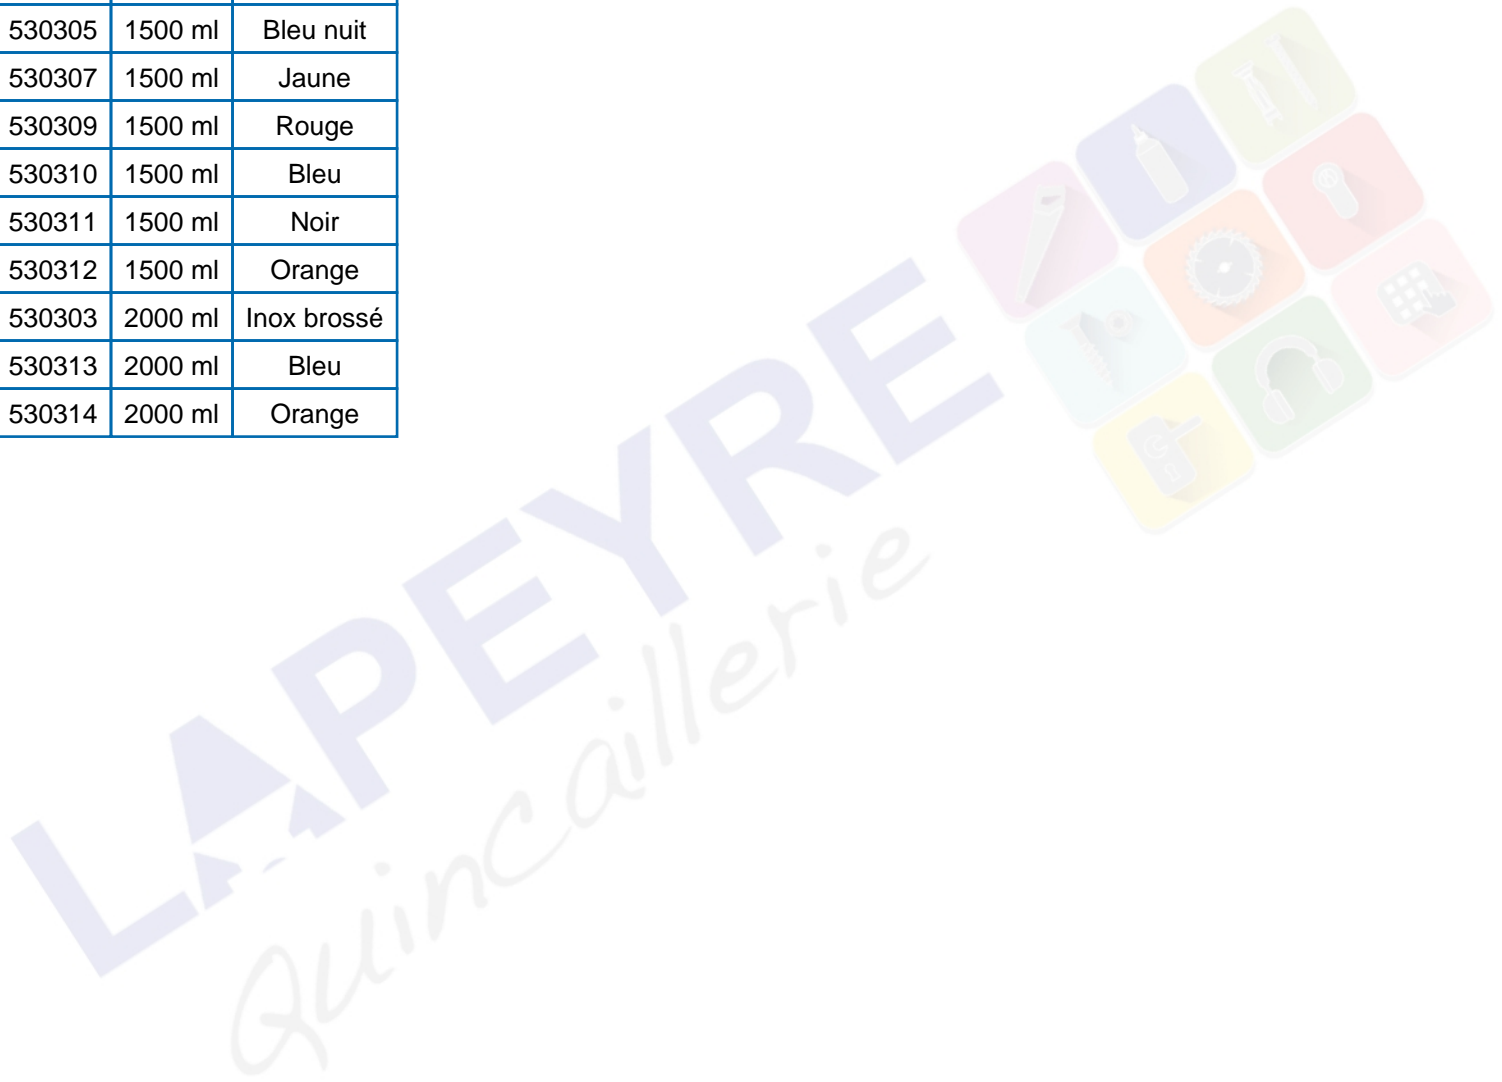 530305 1500 ml Bleu nuit
530307 1500 ml Jaune
530309 1500 ml Rouge
530310 1500 ml Bleu
530311 1500 ml Noir
530312 1500 ml Orange
530303 2000 ml Inox brossé
530313 2000 ml Bleu
530314 2000 ml Orange
LAPEYRE
Quincaillerie